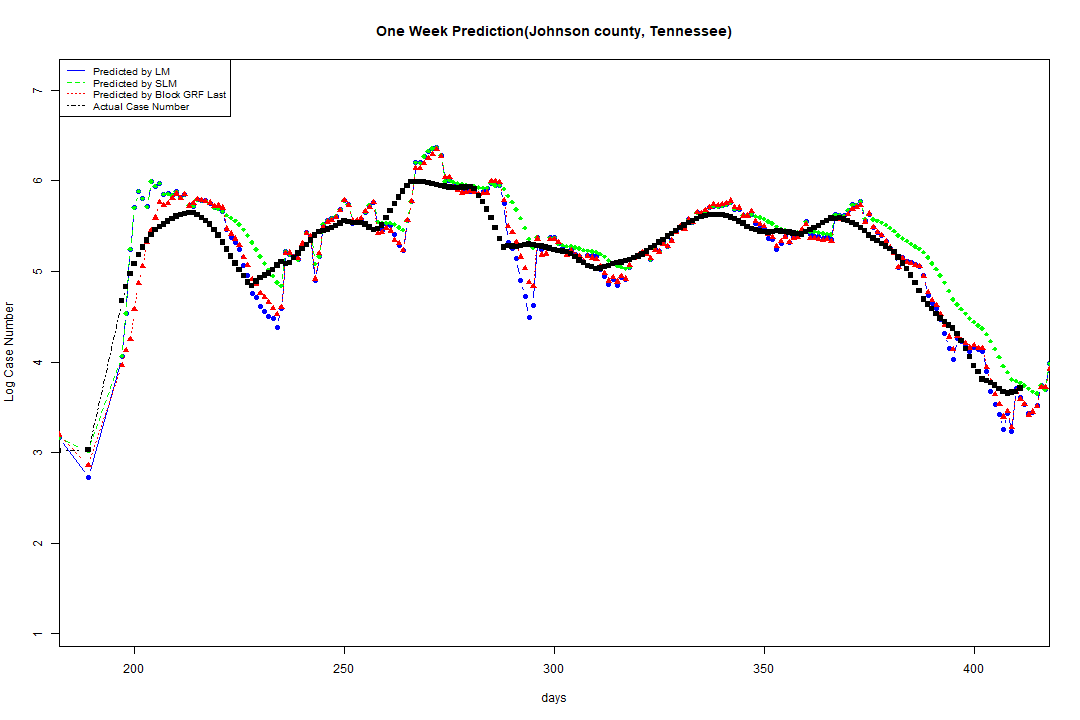 One Week Prediction(Johnson county, Tennessee)
Predicted by LM
Predicted by SLM
Predicted by Block GRF Last
Actual Case Number
7
6
5
4
3
2
1
Log Case Number
200 250 300 350 400
days